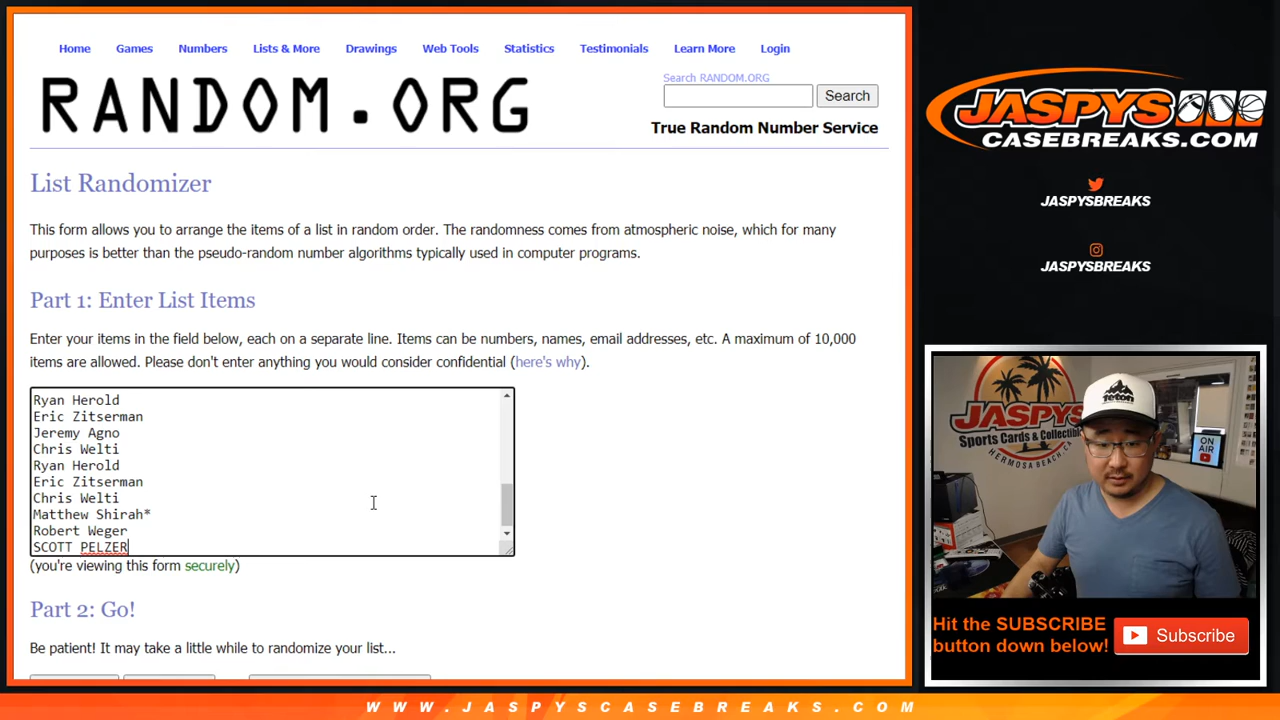 Home Games Numbers Lists & More Drawings Web Tools Statistics Testimonials Learn More Login
RANDOM.ORG
Search RANDOM.ORG
Search
True Random Number Service
List Randomizer
This form allows you to arrange the items of a list in random order. The randomness comes from atmospheric noise, which for many
purposes is better than the pseudo-random number algorithms typically used in computer programs.
Part 1: Enter List Items
Enter your items in the field below, each on a separate line. Items can be numbers, names, email addresses, etc. A maximum of 10,000
items are allowed. Please don't enter anything you would consider confidential (here's why).
Ryan Herold
Eric Zitserman
Jeremy Agno
Chris Welti
Ryan Herold
Eric Zitserman
Chris Welti
Matthew Shirah*
Robert Weger
SCOTT PELZER
(you're viewing this form securely)
Part 2: Go!
Be patient! It may take a little while to randomize your list...
JASPYS
CASEBREAKS.COM
JASPYSBREAKS
JASPYSBREAKS
JASPYS
Sports Cards & Collectib
HERMOSA BEACH, CA
Teton
ON
AIR
Hit the SUBSCRIBE
button down below!
Subscribe
WWW.JASPYSCASEBREAKS.COM